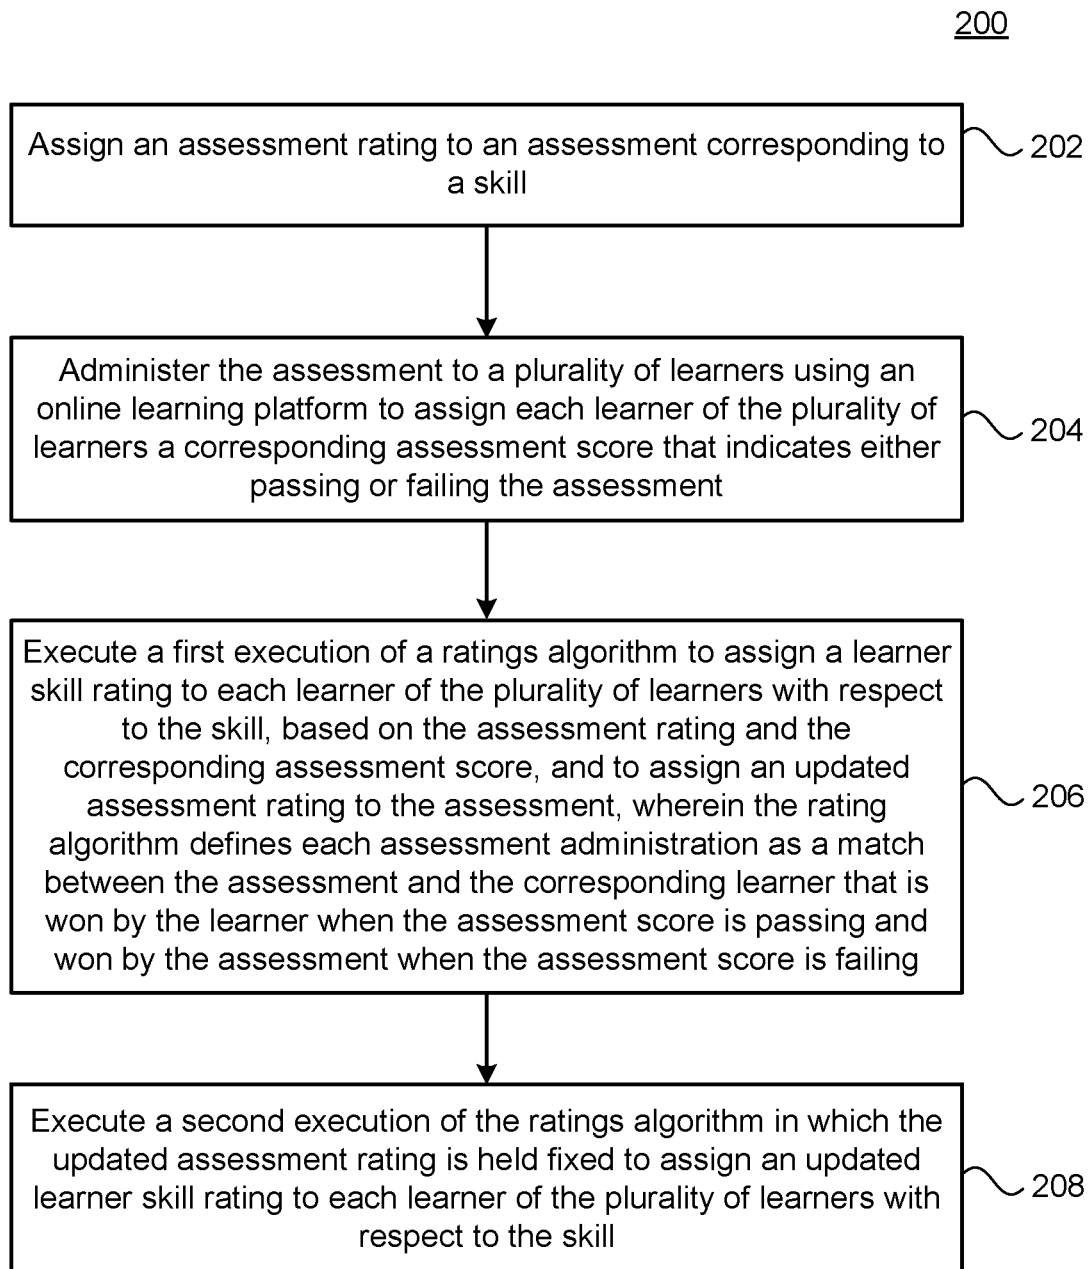 200
Assign an assessment rating to an assessment corresponding to
a skill
202
Administer the assessment to a plurality of learners using an
online learning platform to assign each learner of the plurality of
learners a corresponding assessment score that indicates either
passing or failing the assessment
204
Execute a first execution of a ratings algorithm to assign a learner
skill rating to each learner of the plurality of learners with respect
to the skill, based on the assessment rating and the
corresponding assessment score, and to assign an updated
assessment rating to the assessment, wherein the rating
algorithm defines each assessment administration as a match
between the assessment and the corresponding learner that is
won by the learner when the assessment score is passing and
won by the assessment when the assessment score is failing
206
Execute a second execution of the ratings algorithm in which the
updated assessment rating is held fixed to assign an updated
learner skill rating to each learner of the plurality of learners with
respect to the skill
208